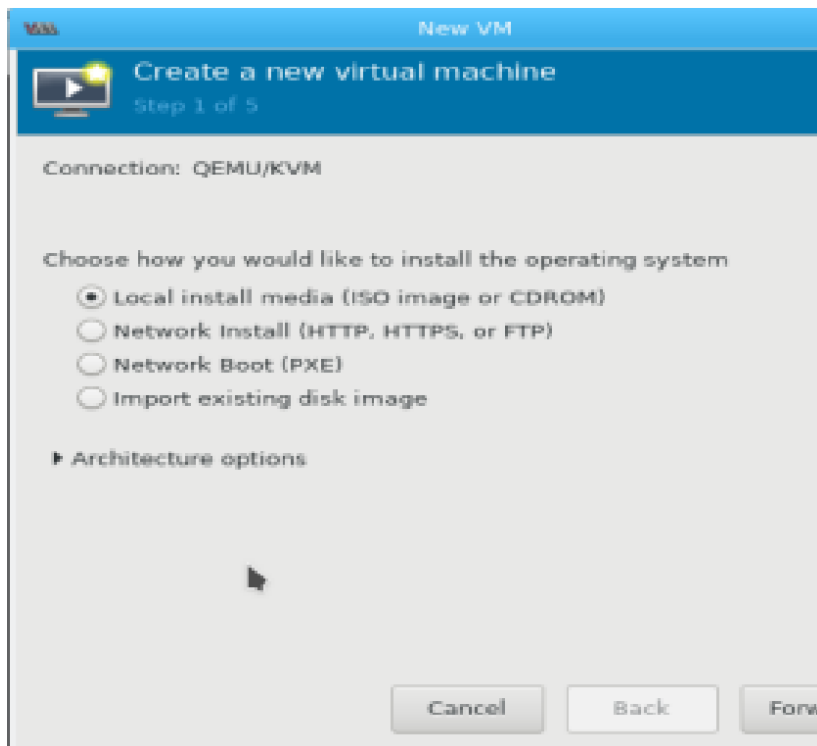 New VM
Create a new virtual machine
Step 1 of 5
Connection: QEMU/KVM
Choose how you would like to install the operating system
Local install media (ISO image or CDROM)
Network Install (HTTP, HTTPS, or FTP)
Network Boot (PXE)
Import existing disk image
Architecture options
Cancel Back Forw